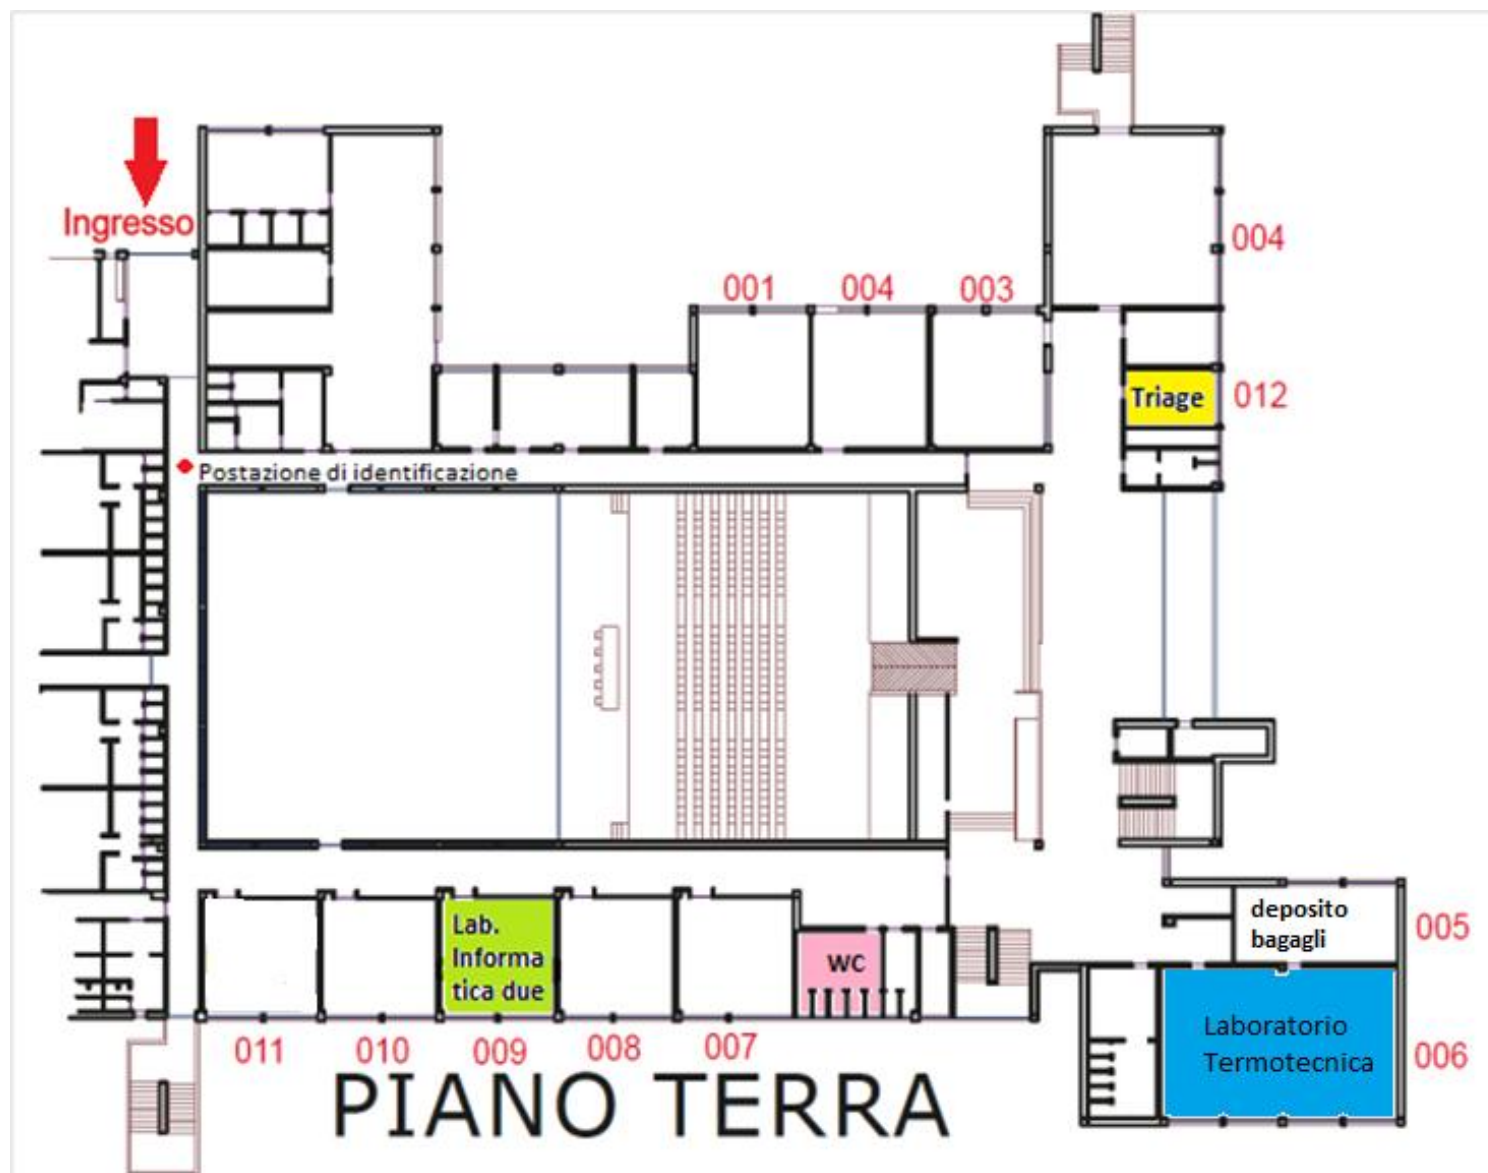 Ingresso
004
001
004
003
Triage
012
Postazione di identificazione
deposito
bagagli
005
Lab.
Informa
tica due
WC
Laboratorio
Termotecnica
006
011
010
009
008
007
PIANO TERRA